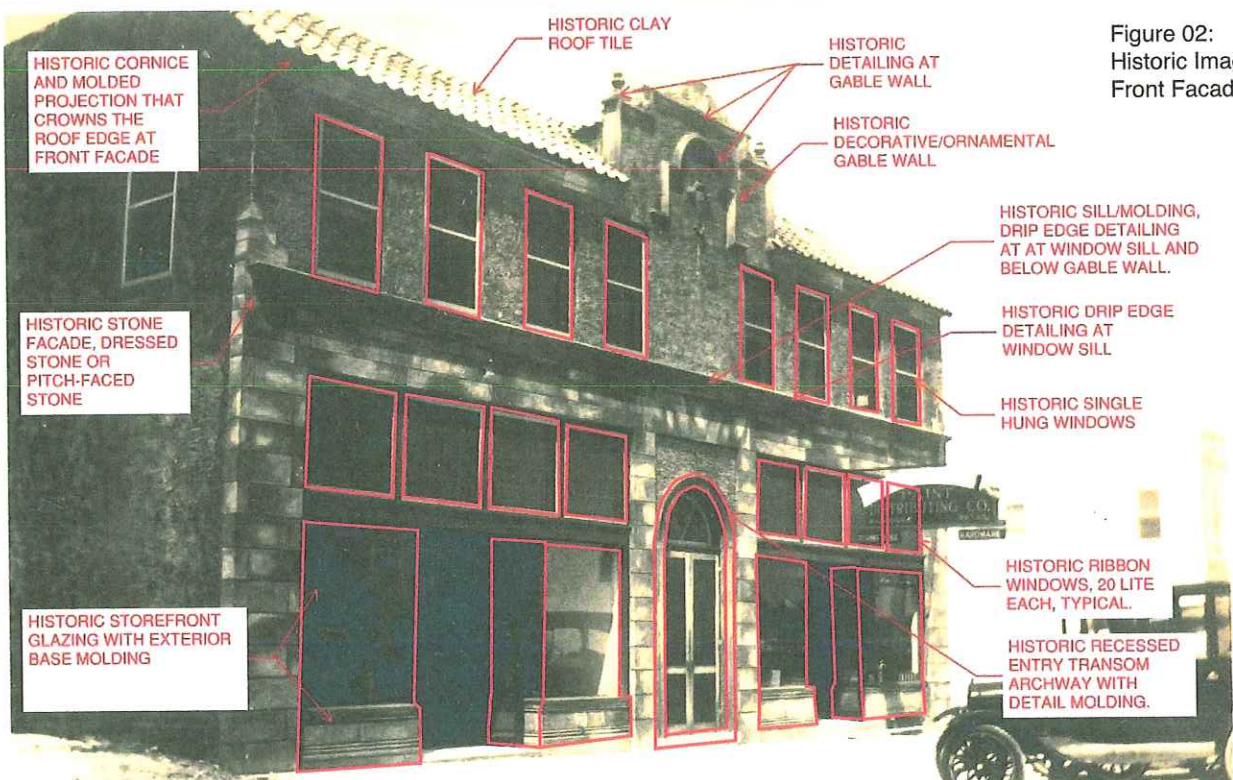 HISTORIC CLAY
ROOF TILE
HISTORIC
DETAILING AT
GABLE WALL
Figure 02:
HISTORIC CORNICE
AND MOLDED
PROJECTION THAT
CROWNS THE
ROOF EDGE AT
FRONT FACADE
HISTORIC
DECORATIVE/ORNAMENTAL
GABLE WALL
HISTORIC SILL/MOLDING,
DRIP EDGE DETAILING
AT AT WINDOW SILL AND
BELOW GABLE WALL.
HISTORIC STONE
FACADE, DRESSED
STONE OR
PITCH-FACED
STONE
HISTORIC DRIP EDGE
DETAILING AT
WINDOW SILL
HISTORIC SINGLE
HUNG WINDOWS
CO.
HARDWARE
HISTORIC RIBBON
WINDOWS, 20 LITE
EACH, TYPICAL.
HISTORIC STOREFRONT
GLAZING WITH EXTERIOR
BASE MOLDING
HISTORIC RECESSED
ENTRY TRANSOM
ARCHWAY WITH
DETAIL MOLDING.
Historic
Front